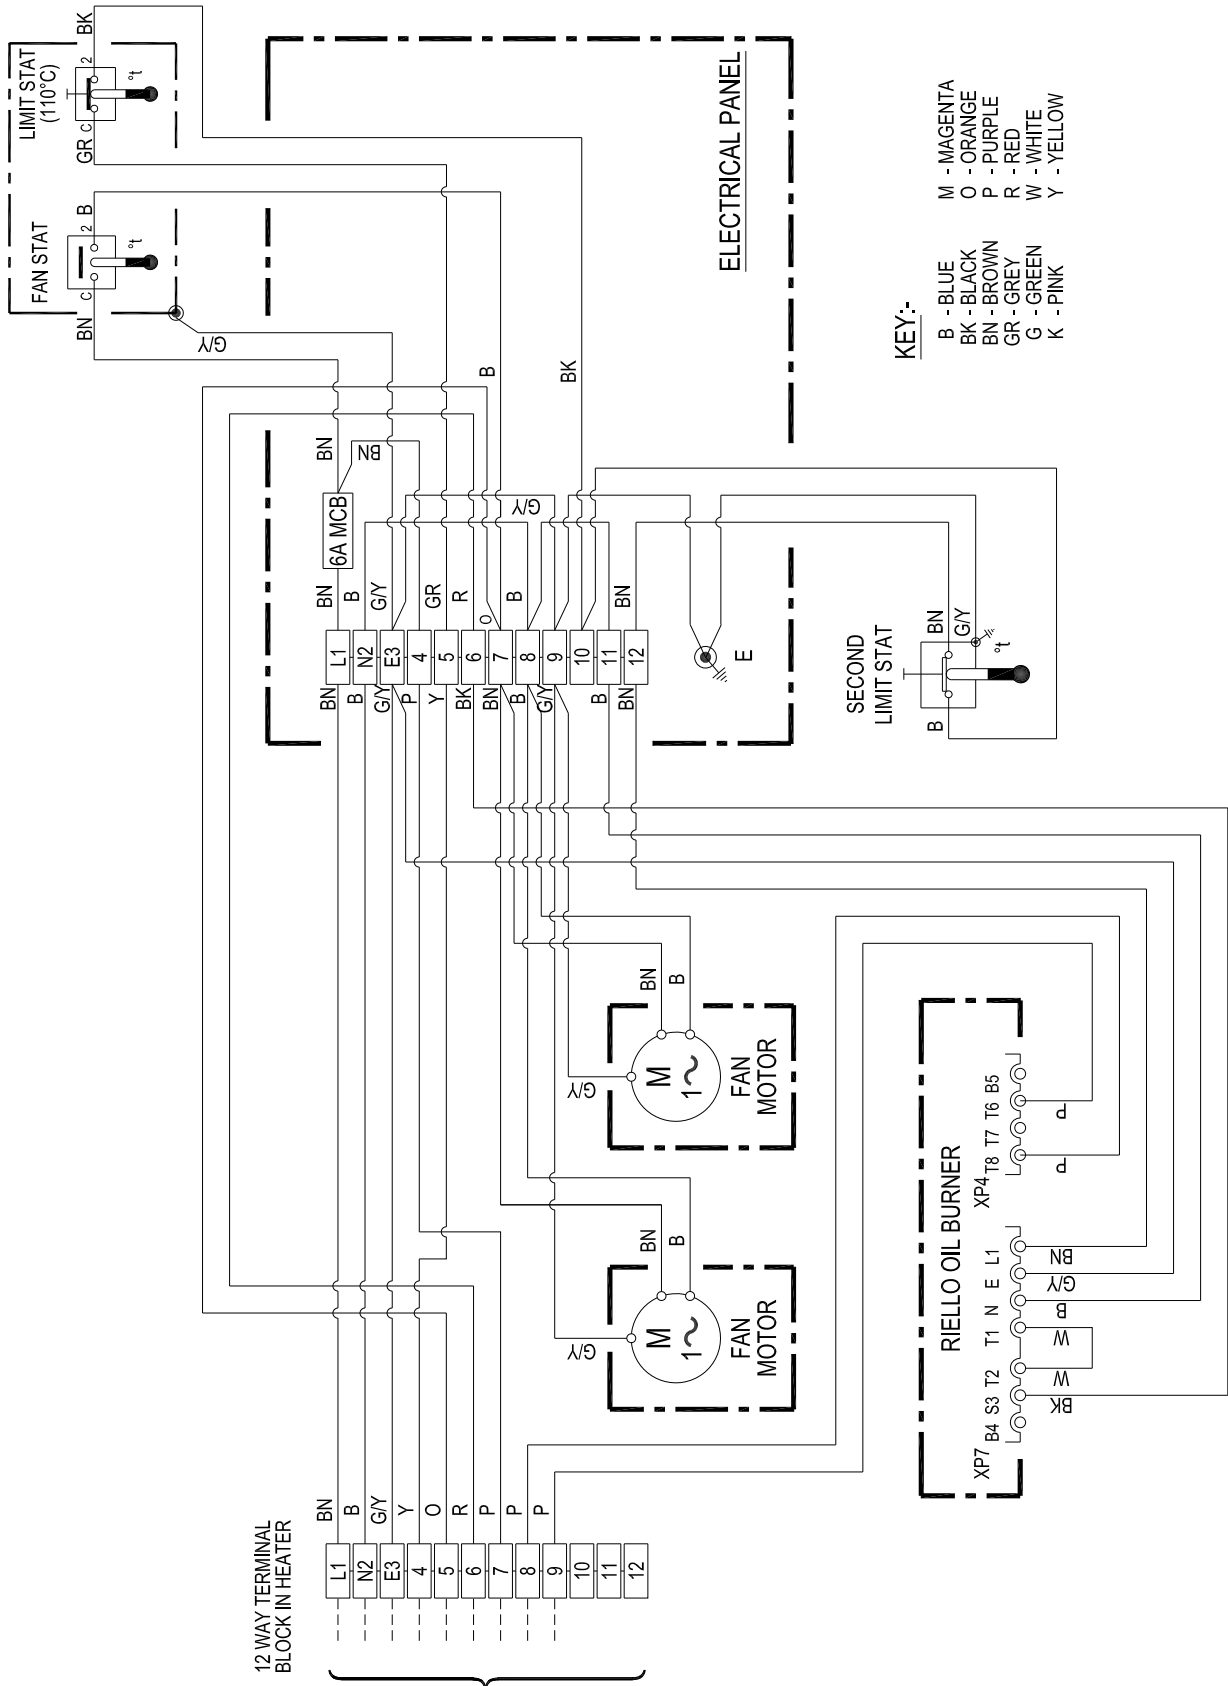 LIMIT STAT
(110°C)
GR C
2 BK
°t
FAN STAT
BN C
2 B
°t
G/Y
ELECTRICAL PANEL
BN
6A MCB
BN
B
BK
G/Y
BN
B
G/Y
GR
R
O
B
BN
L1
N2
E3
4
5
6
7
8
9
10
11
12
BN
B
G/Y
P
Y
BK
BN
B
G/Y
B
BN
E
KEY:-
B - BLUE
BK - BLACK
BN - BROWN
GR - GREY
G - GREEN
K - PINK
M - MAGENTA
O - ORANGE
P - PURPLE
R - RED
W - WHITE
Y - YELLOW
SECOND
LIMIT STAT
B
BN
G/Y
°t
BN
B
G/Y
M
1~
FAN
MOTOR
BN
B
G/Y
M
1~
FAN
MOTOR
RIELLO OIL BURNER
XP7
B4 S3 T2 T1 N E L1
BK
W
W
B
G/Y
BN
XP4
T8 T7 T6 B5
P
P
12 WAY TERMINAL
BLOCK IN HEATER
BN
B
G/Y
Y
O
R
P
P
P
L1
N2
E3
4
5
6
7
8
9
10
11
12